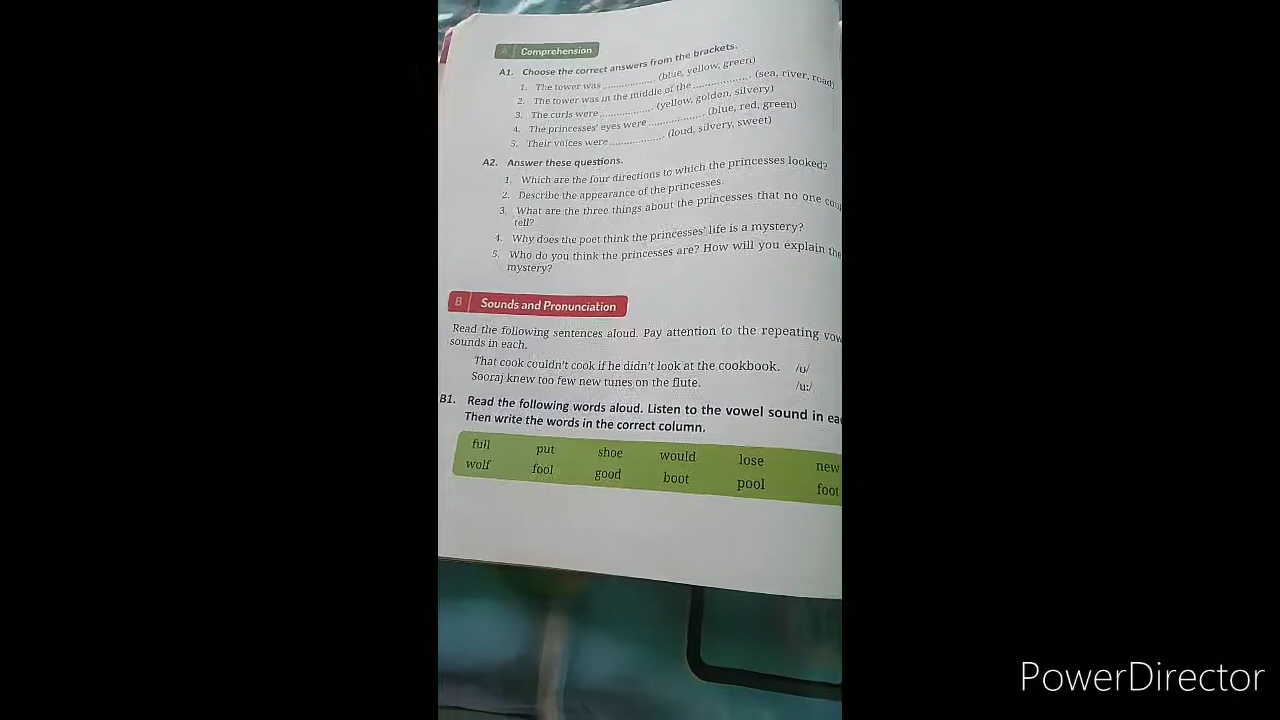 A Comprehension
A1. Choose the correct answers from the brackets.
1. The tower was .................. (blue, yellow, green)
2. The tower was in the middle of the .................. (sea, river, road)
3. The curls were .................. (yellow, golden, silvery)
4. The princesses' eyes were .................. (blue, red, green)
5. Their voices were .................. (loud, silvery, sweet)
A2. Answer these questions.
1. Which are the four directions to which the princesses looked?
2. Describe the appearance of the princesses.
3. What are the three things about the princesses that no one cou
tell?
4. Why does the poet think the princesses' life is a mystery?
5. Who do you think the princesses are? How will you explain the
mystery?
B Sounds and Pronunciation
Read the following sentences aloud. Pay attention to the repeating vow
sounds in each.
That cook couldn't cook if he didn't look at the cookbook. /ʊ/
Sooraj knew too few new tunes on the flute. /u:/
B1. Read the following words aloud. Listen to the vowel sound in eac
Then write the words in the correct column.
full put shoe would lose new
wolf fool good boot pool foot
PowerDirector